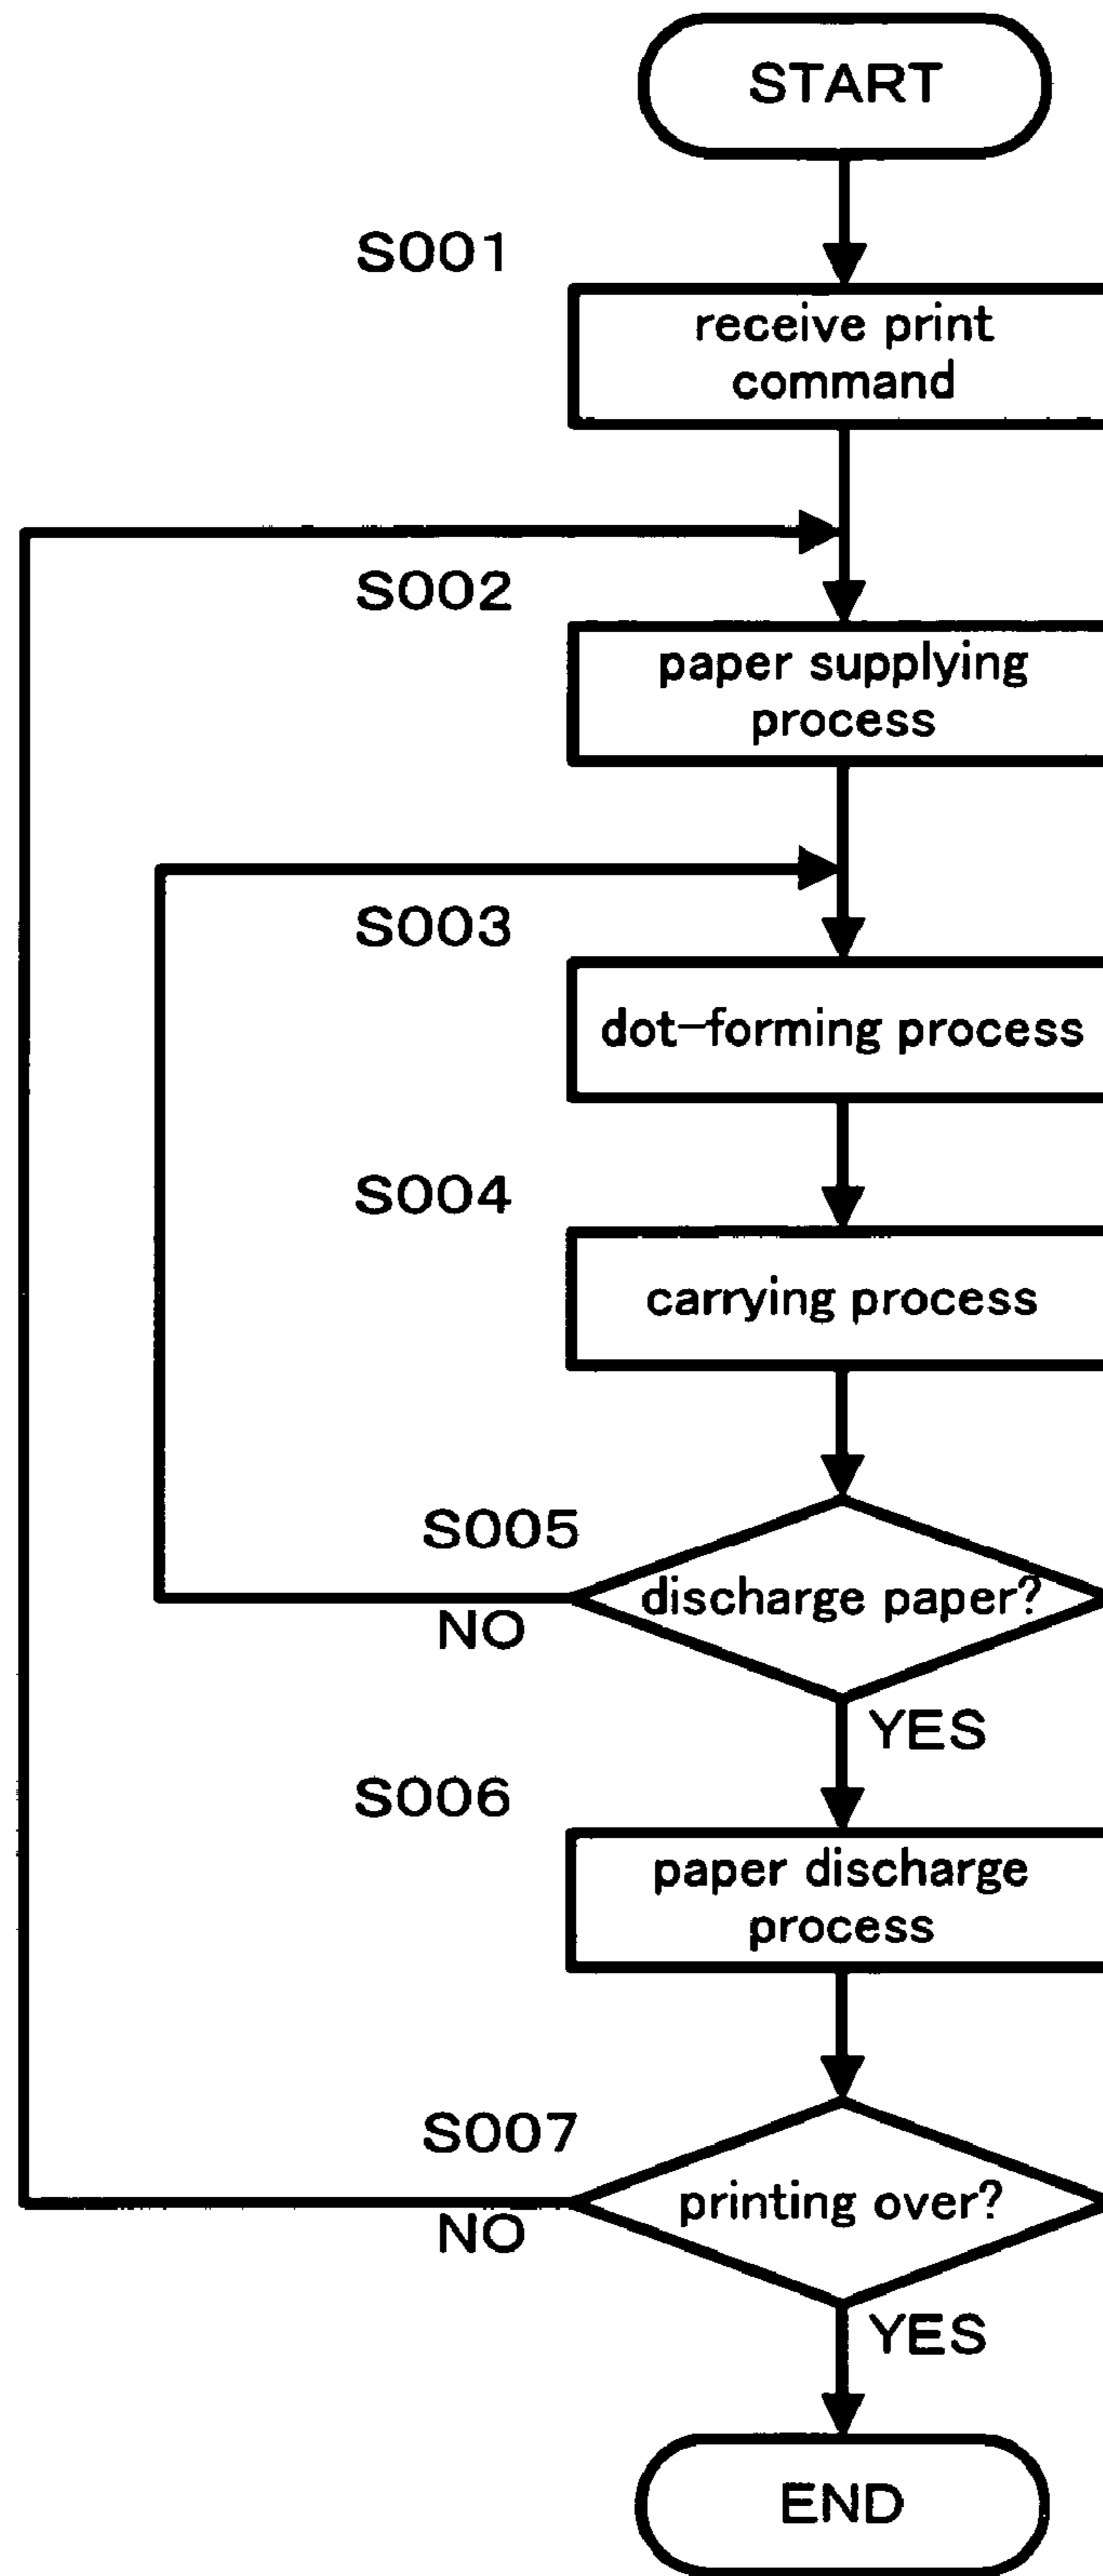 START
S001
receive print
command
S002
paper supplying
process
S003
dot-forming process
S004
carrying process
S005
discharge paper?
NO
YES
S006
paper discharge
process
S007
printing over?
NO
YES
END